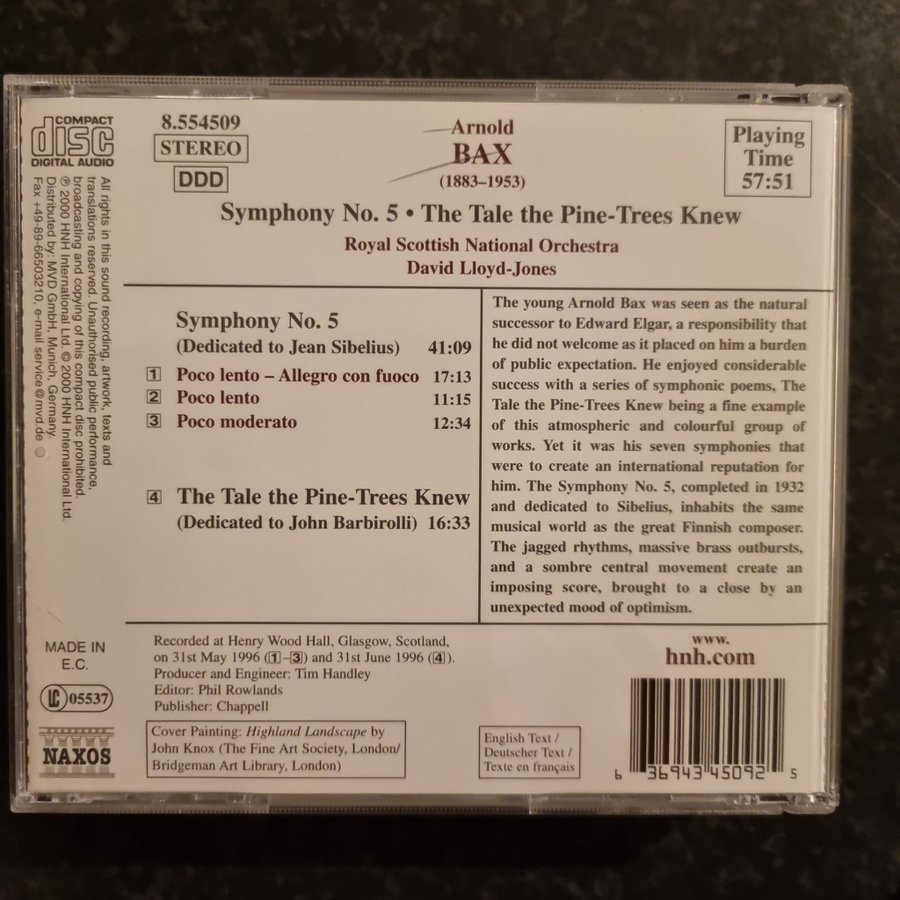 COMPACT
disc
DIGITAL AUDIO
8.554509
STEREO
DDD
Arnold
BAX
(1883–1953)
Playing
Time
57:51
Symphony No. 5 • The Tale the Pine-Trees Knew
Royal Scottish National Orchestra
David Lloyd-Jones
All rights in this sound recording, artwork, texts and
translations reserved. Unauthorised public performance,
broadcasting and copying of this compact disc prohibited.
℗ 2000 HNH International Ltd. © 2000 HNH International Ltd.
Distributed by: MVD GmbH, Munich, Germany.
Fax +49-89-66503210, e-mail service@mvd.de
Symphony No. 5
(Dedicated to Jean Sibelius) 41:09
1 Poco lento – Allegro con fuoco 17:13
2 Poco lento 11:15
3 Poco moderato 12:34
4 The Tale the Pine-Trees Knew
(Dedicated to John Barbirolli) 16:33
The young Arnold Bax was seen as the natural
successor to Edward Elgar, a responsibility that
he did not welcome as it placed on him a burden
of public expectation. He enjoyed considerable
success with a series of symphonic poems, The
Tale the Pine-Trees Knew being a fine example
of this atmospheric and colourful group of
works. Yet it was his seven symphonies that
were to create an international reputation for
him. The Symphony No. 5, completed in 1932
and dedicated to Sibelius, inhabits the same
musical world as the great Finnish composer.
The jagged rhythms, massive brass outbursts,
and a sombre central movement create an
imposing score, brought to a close by an
unexpected mood of optimism.
MADE IN
E.C.
LC 05537
NAXOS
Recorded at Henry Wood Hall, Glasgow, Scotland,
on 31st May 1996 (1–3) and 31st June 1996 (4).
Producer and Engineer: Tim Handley
Editor: Phil Rowlands
Publisher: Chappell
Cover Painting: Highland Landscape by
John Knox (The Fine Art Society, London/
Bridgeman Art Library, London)
English Text /
Deutscher Text /
Texte en français
www.
hnh.com
6 36943 45092 5